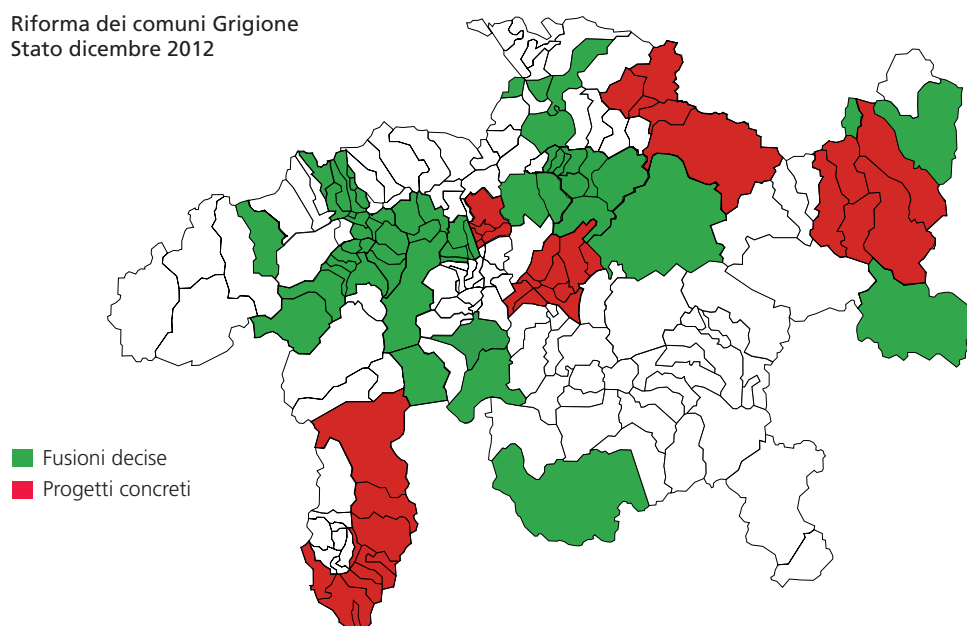 Riforma dei comuni Grigione
Stato dicembre 2012
Fusioni decise
Progetti concreti